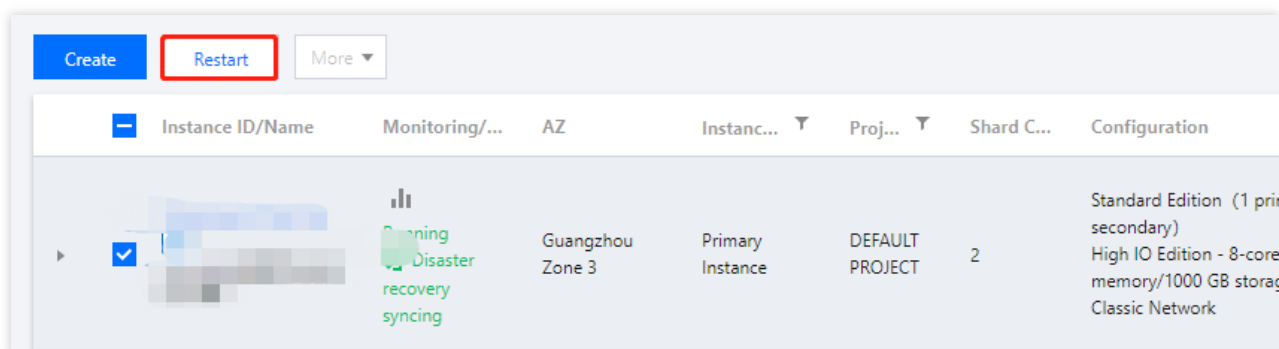 Create Restart More
Instance ID/Name Monitoring/... AZ Instanc... Proj... Shard C... Configuration
Standard Edition (1 pri
secondary)
High IO Edition - 8-core
memory/1000 GB storag
Classic Network
Disaster
recovery
syncing
Guangzhou
Zone 3
Primary
Instance
DEFAULT
PROJECT
2